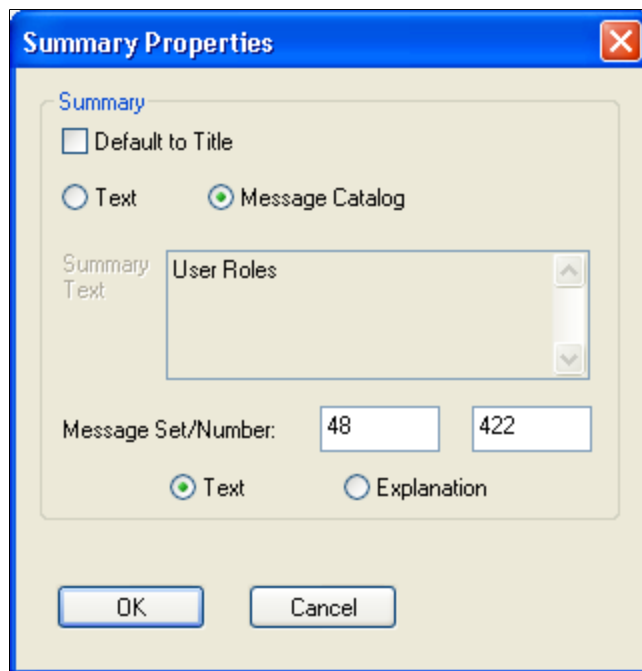 Summary Properties
Summary
Default to Title
Text Message Catalog
Summary Text
User Roles
Message Set/Number: 48 422
Text Explanation
OK Cancel